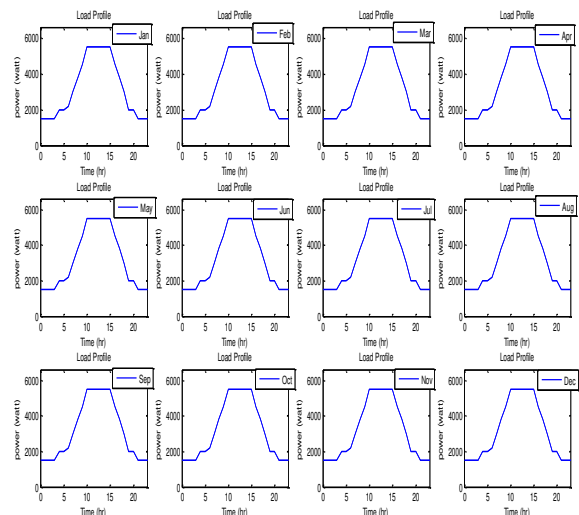 Load Profile Load Profile Load Profile Load Profile
Jan Feb Mar Apr
power (watt) power (watt) power (watt) power (watt)
6000 6000 6000 6000
4000 4000 4000 4000
2000 2000 2000 2000
0 0 0 0
0 5 10 15 20 0 5 10 15 20 0 5 10 15 20 0 5 10 15 20
Time (hr) Time (hr) Time (hr) Time (hr)
Load Profile Load Profile Load Profile Load Profile
May Jun Jul Aug
power (watt) power (watt) power (watt) power (watt)
6000 6000 6000 6000
4000 4000 4000 4000
2000 2000 2000 2000
0 0 0 0
0 5 10 15 20 0 5 10 15 20 0 5 10 15 20 0 5 10 15 20
Time (hr) Time (hr) Time (hr) Time (hr)
Load Profile Load Profile Load Profile Load Profile
Sep Oct Nov Dec
power (watt) power (watt) power (watt) power (watt)
6000 6000 6000 6000
4000 4000 4000 4000
2000 2000 2000 2000
0 0 0 0
0 5 10 15 20 0 5 10 15 20 0 5 10 15 20 0 5 10 15 20
Time (hr) Time (hr) Time (hr) Time (hr)